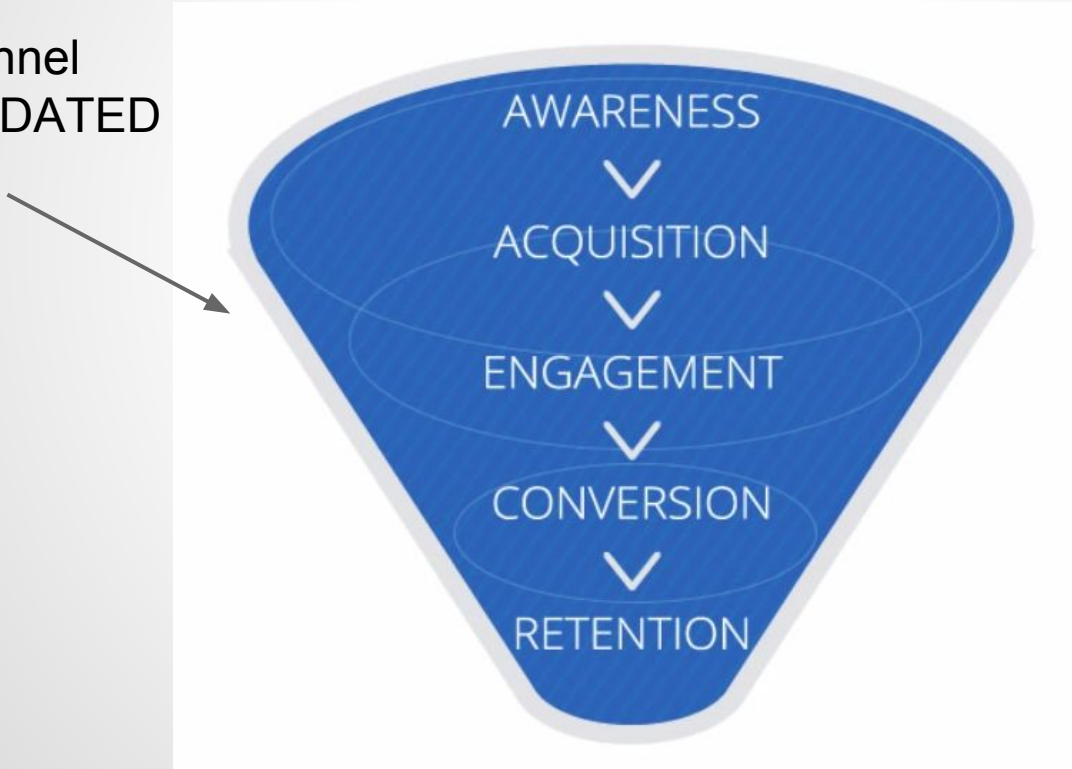 nnel
DATED
AWARENESS
ACQUISITION
ENGAGEMENT
CONVERSION
RETENTION